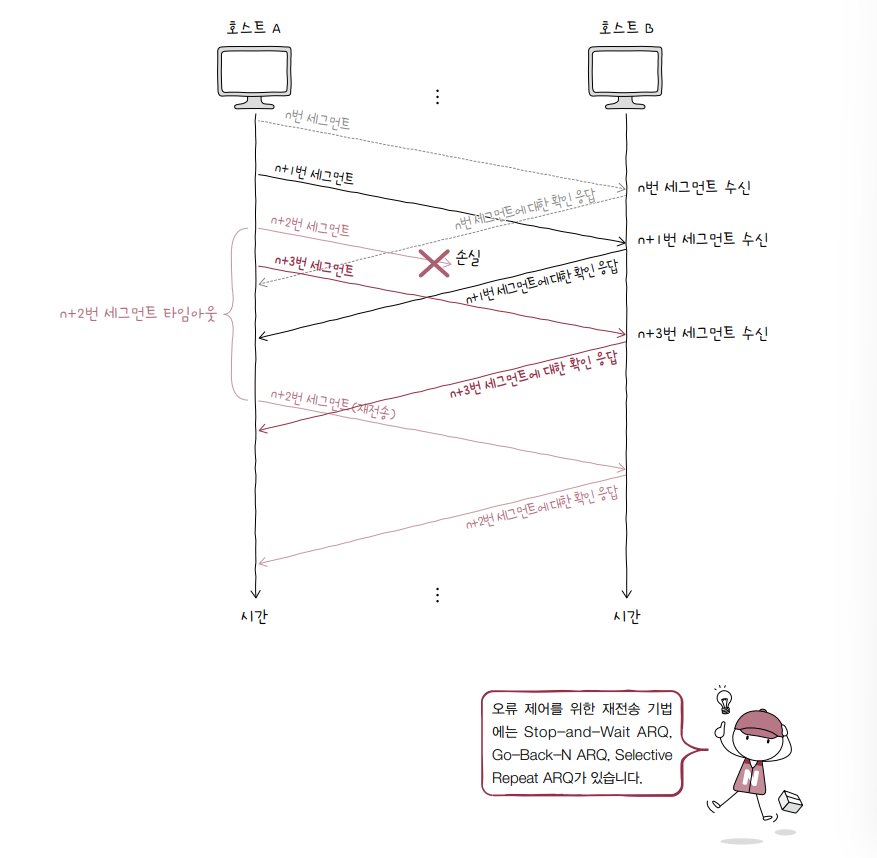 호스트 A
호스트 B
⋮
n번 세그먼트
n+1번 세그먼트
n번 세그먼트 수신
n번 세그먼트에 대한 확인 응답
n+2번 세그먼트
n+1번 세그먼트 수신
손실
n+3번 세그먼트
n+1번 세그먼트에 대한 확인 응답
n+2번 세그먼트 타임아웃
n+3번 세그먼트 수신
n+3번 세그먼트에 대한 확인 응답
n+2번 세그먼트(재전송)
n+2번 세그먼트에 대한 확인 응답
⋮
시간
시간
오류 제어를 위한 재전송 기법
에는 Stop-and-Wait ARQ,
Go-Back-N ARQ, Selective
Repeat ARQ가 있습니다.
N